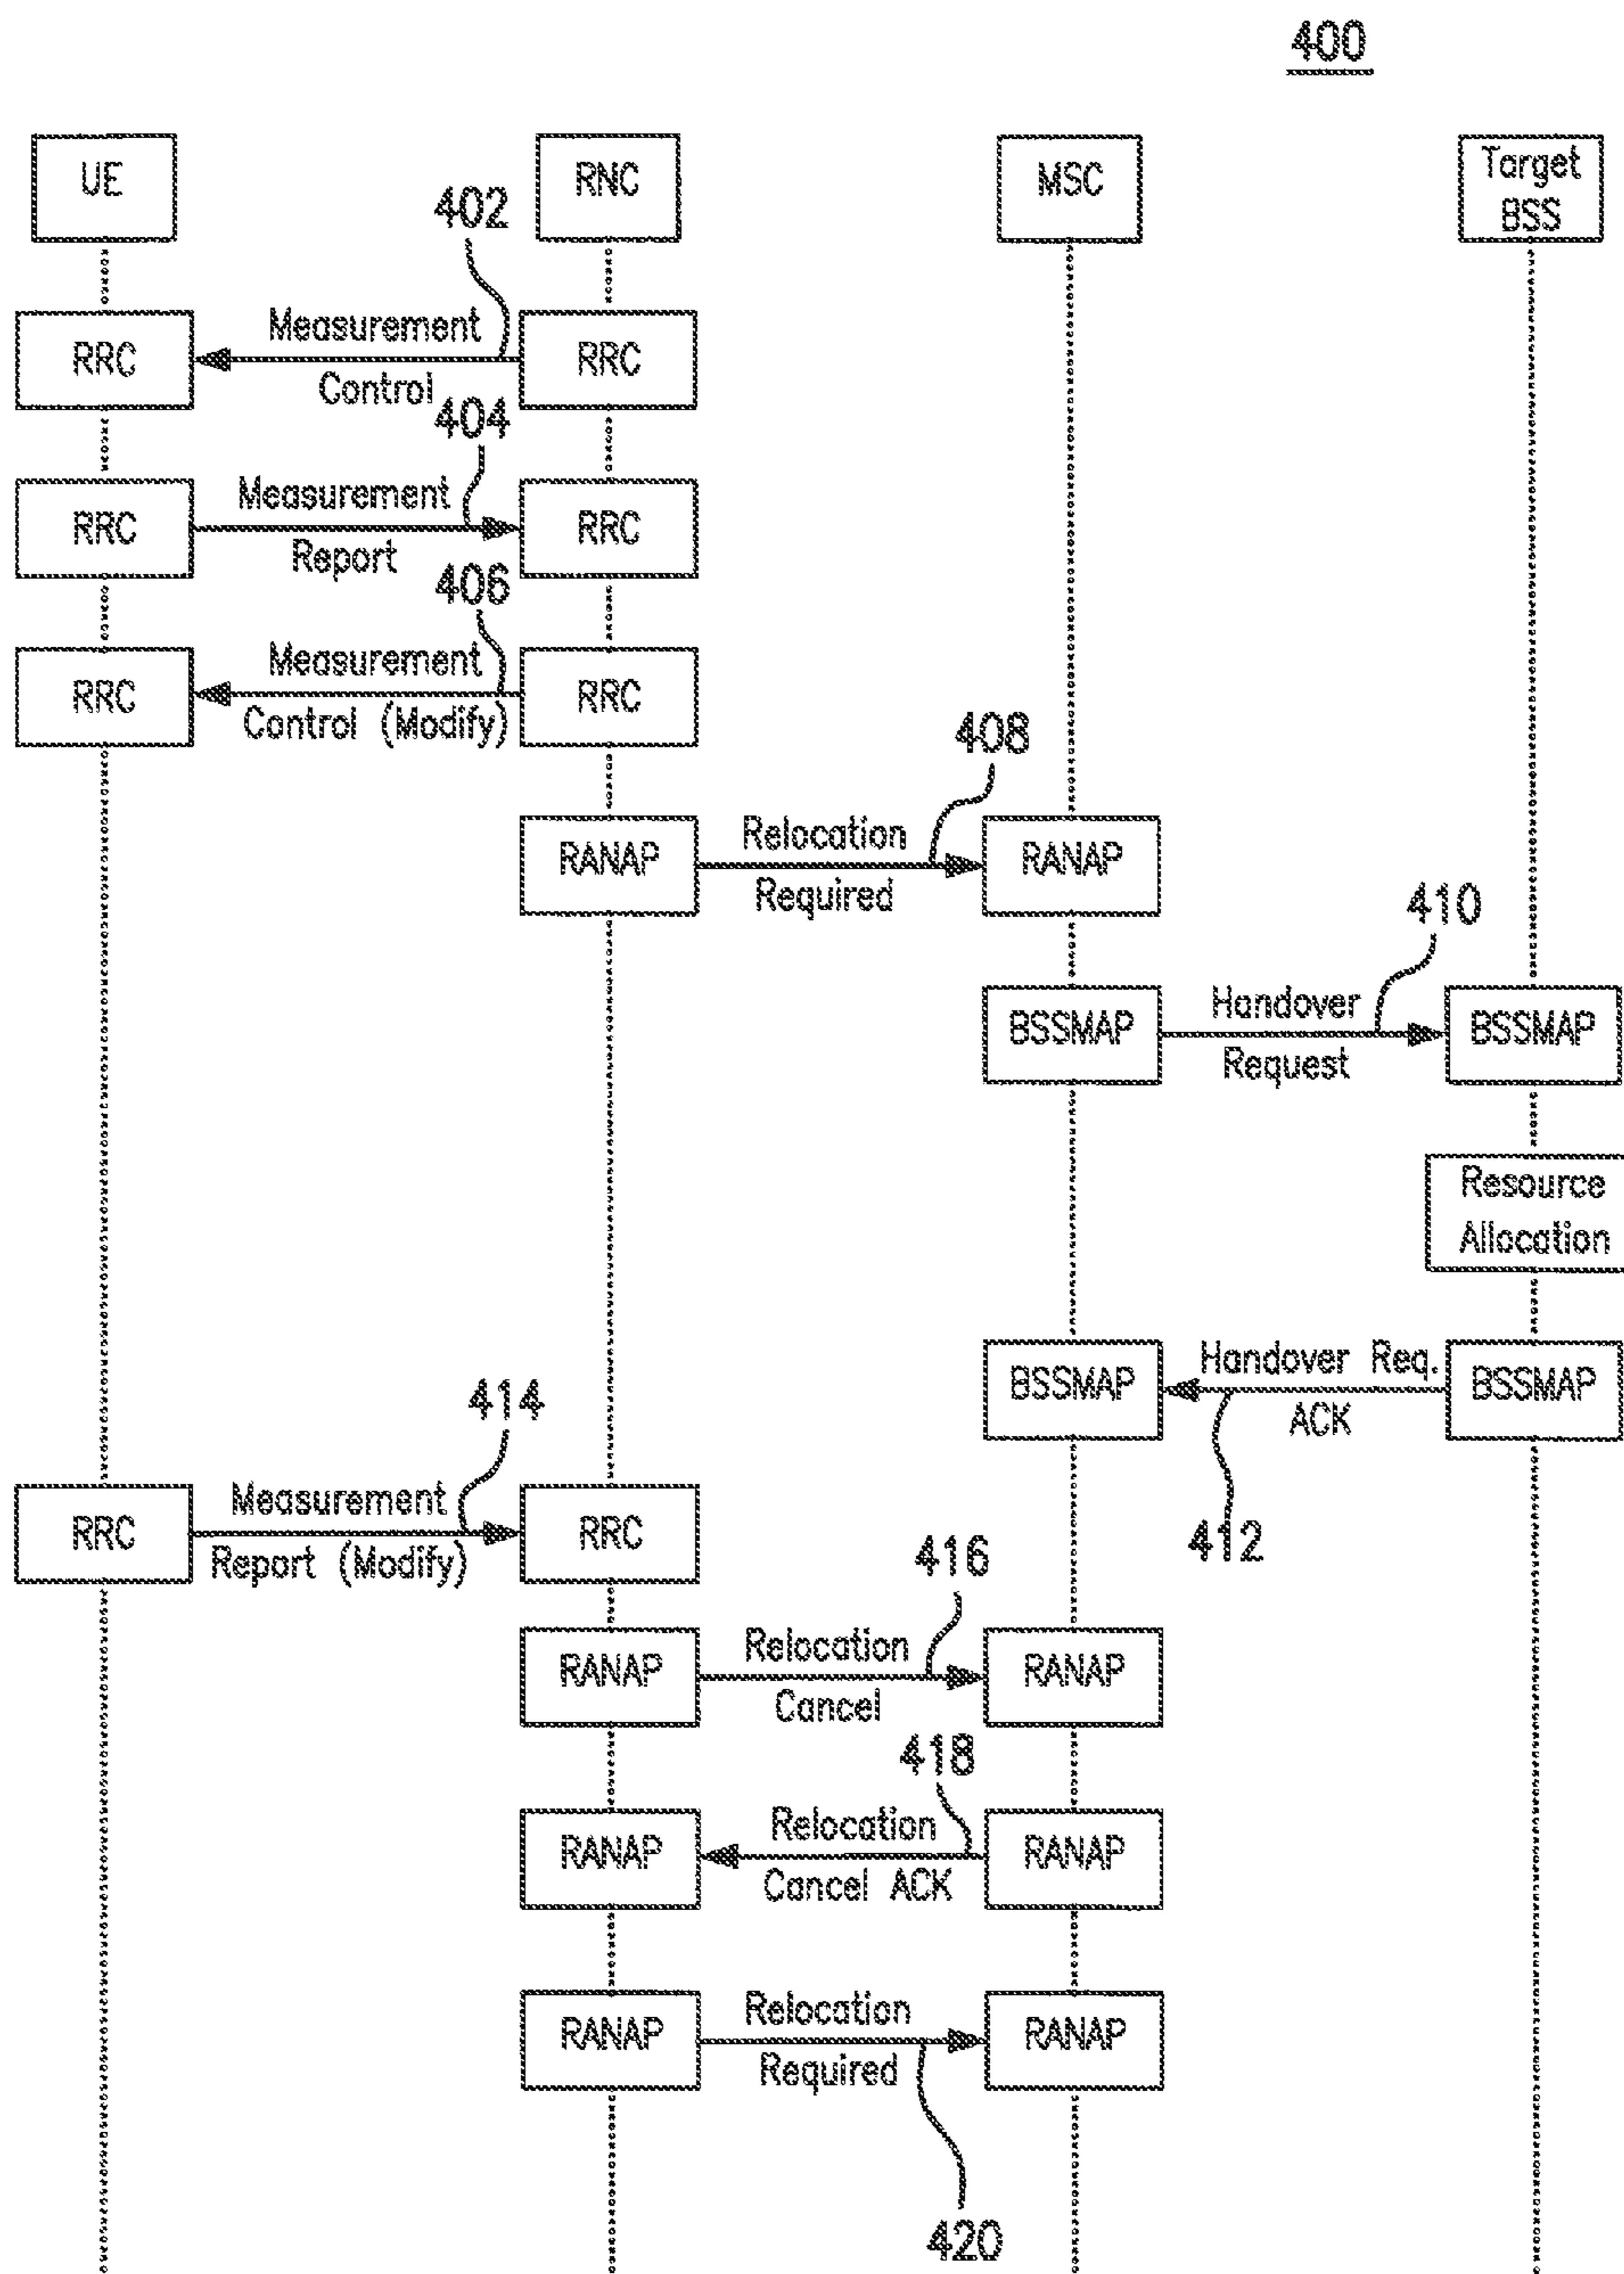 400
UE
RNC
MSC
Target
BSS
402
RRC
Measurement
Control
RRC
404
RRC
Measurement
Report
RRC
406
RRC
Measurement
Control (Modify)
RRC
408
RANAP
Relocation
Required
RANAP
410
BSSMAP
Handover
Request
BSSMAP
Resource
Allocation
BSSMAP
Handover Req.
ACK
BSSMAP
412
414
RRC
Measurement
Report (Modify)
RRC
416
RANAP
Relocation
Cancel
RANAP
418
RANAP
Relocation
Cancel ACK
RANAP
RANAP
Relocation
Required
RANAP
420